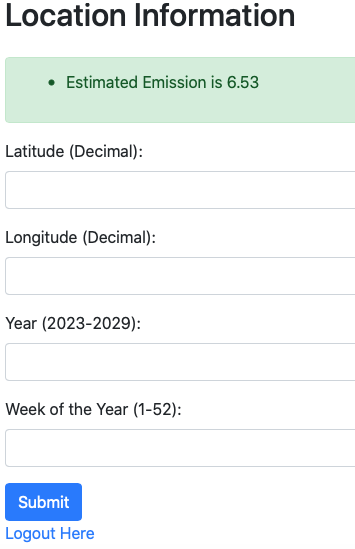 Location Information
• Estimated Emission is 6.53
Latitude (Decimal):
Longitude (Decimal):
Year (2023-2029):
Week of the Year (1-52):
Submit
Logout Here